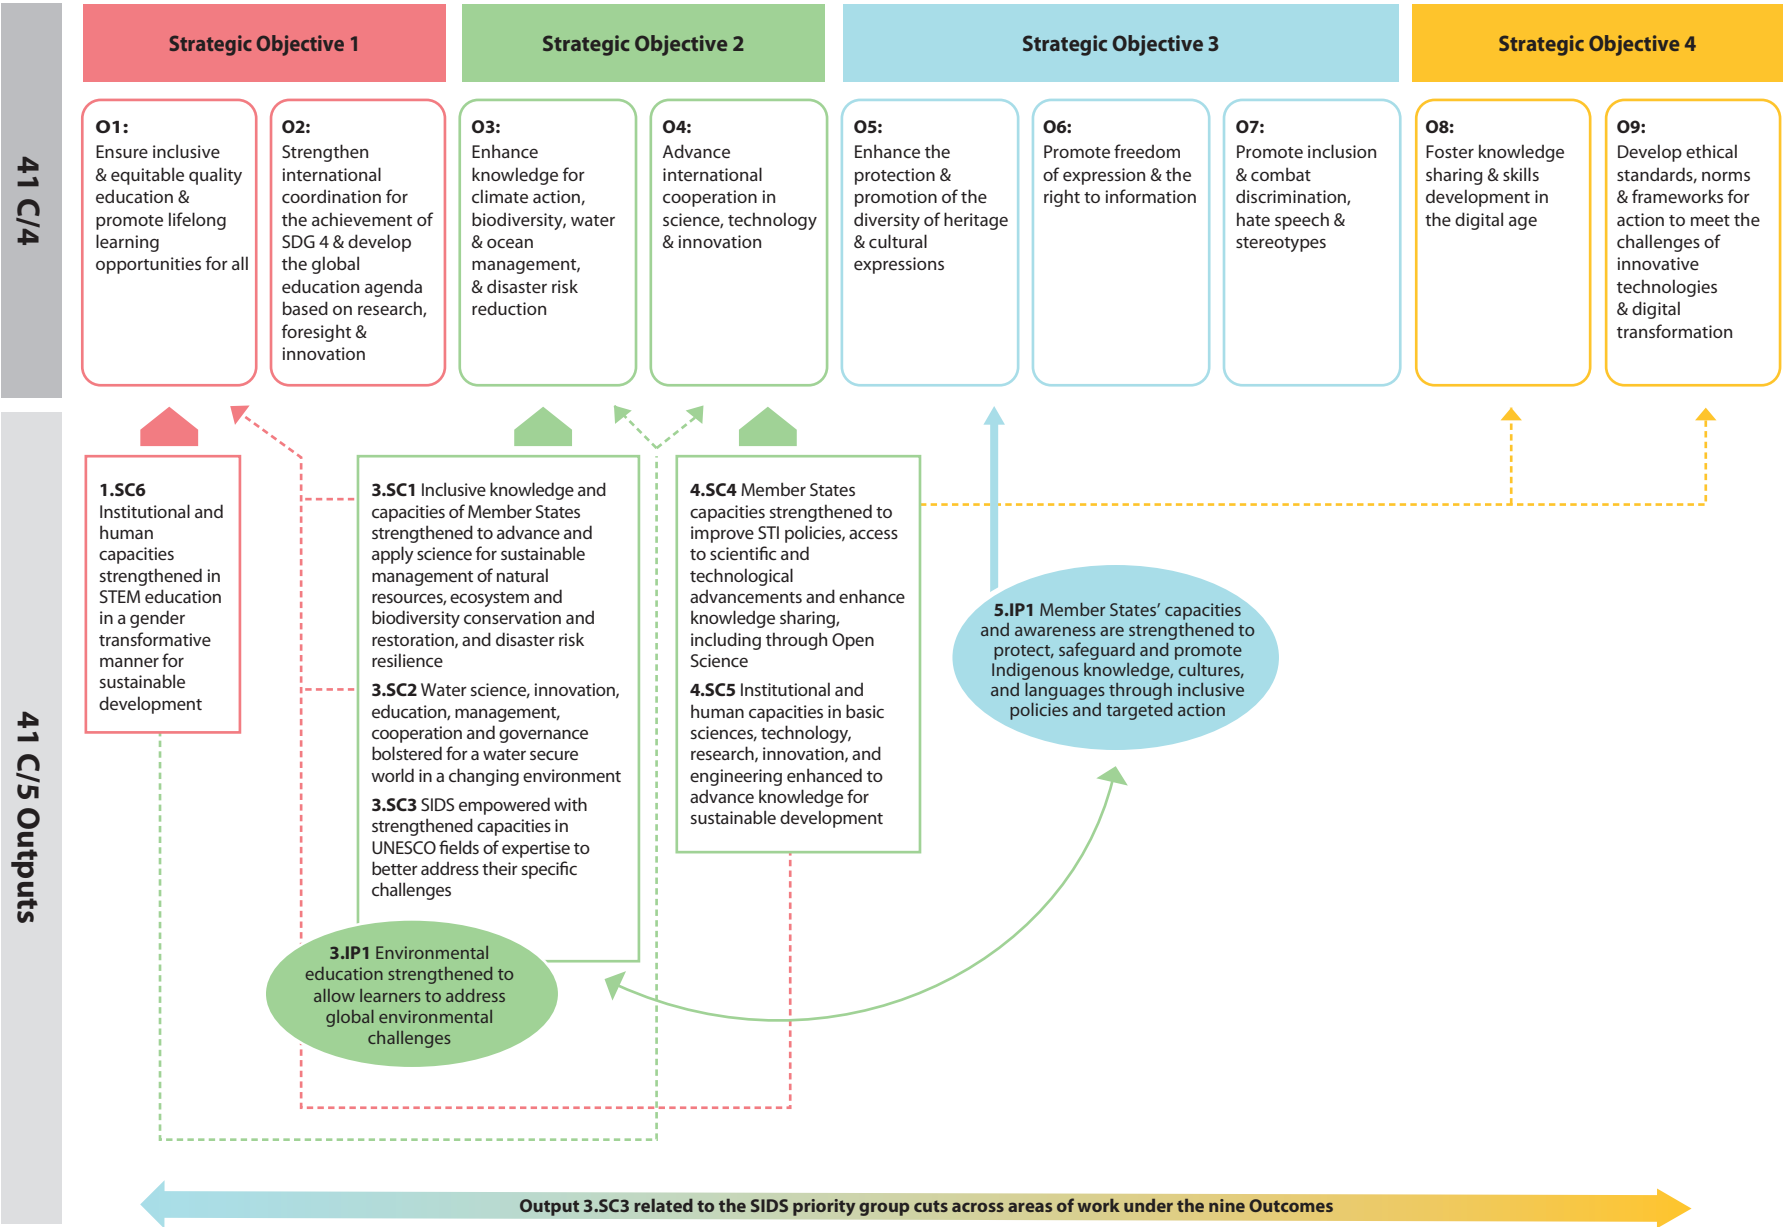 41 C/4
Strategic Objective 1
Strategic Objective 2
Strategic Objective 3
Strategic Objective 4
O1:
Ensure inclusive
& equitable quality
education &
promote lifelong
learning
opportunities for all
O2:
Strengthen
international
coordination for
the achievement of
SDG 4 & develop
the global
education agenda
based on research,
foresight &
innovation
O3:
Enhance
knowledge for
climate action,
biodiversity, water
& ocean
management,
& disaster risk
reduction
O4:
Advance
international
cooperation in
science, technology
& innovation
O5:
Enhance the
protection &
promotion of the
diversity of heritage
& cultural
expressions
O6:
Promote freedom
of expression & the
right to information
O7:
Promote inclusion
& combat
discrimination,
hate speech &
stereotypes
O8:
Foster knowledge
sharing & skills
development in
the digital age
O9:
Develop ethical
standards, norms
& frameworks for
action to meet the
challenges of
innovative
technologies
& digital
transformation
41 C/5 Outputs
1.SC6
Institutional and
human
capacities
strengthened in
STEM education
in a gender
transformative
manner for
sustainable
development
3.SC1 Inclusive knowledge and
capacities of Member States
strengthened to advance and
apply science for sustainable
management of natural
resources, ecosystem and
biodiversity conservation and
restoration, and disaster risk
resilience
3.SC2 Water science, innovation,
education, management,
cooperation and governance
bolstered for a water secure
world in a changing environment
3.SC3 SIDS empowered with
strengthened capacities in
UNESCO fields of expertise to
better address their specific
challenges
3.IP1 Environmental
education strengthened to
allow learners to address
global environmental
challenges
4.SC4 Member States
capacities strengthened to
improve STI policies, access
to scientific and
technological
advancements and enhance
knowledge sharing,
including through Open
Science
4.SC5 Institutional and
human capacities in basic
sciences, technology,
research, innovation, and
engineering enhanced to
advance knowledge for
sustainable development
5.IP1 Member States’ capacities
and awareness are strengthened to
protect, safeguard and promote
Indigenous knowledge, cultures,
and languages through inclusive
policies and targeted action
Output 3.SC3 related to the SIDS priority group cuts across areas of work under the nine Outcomes